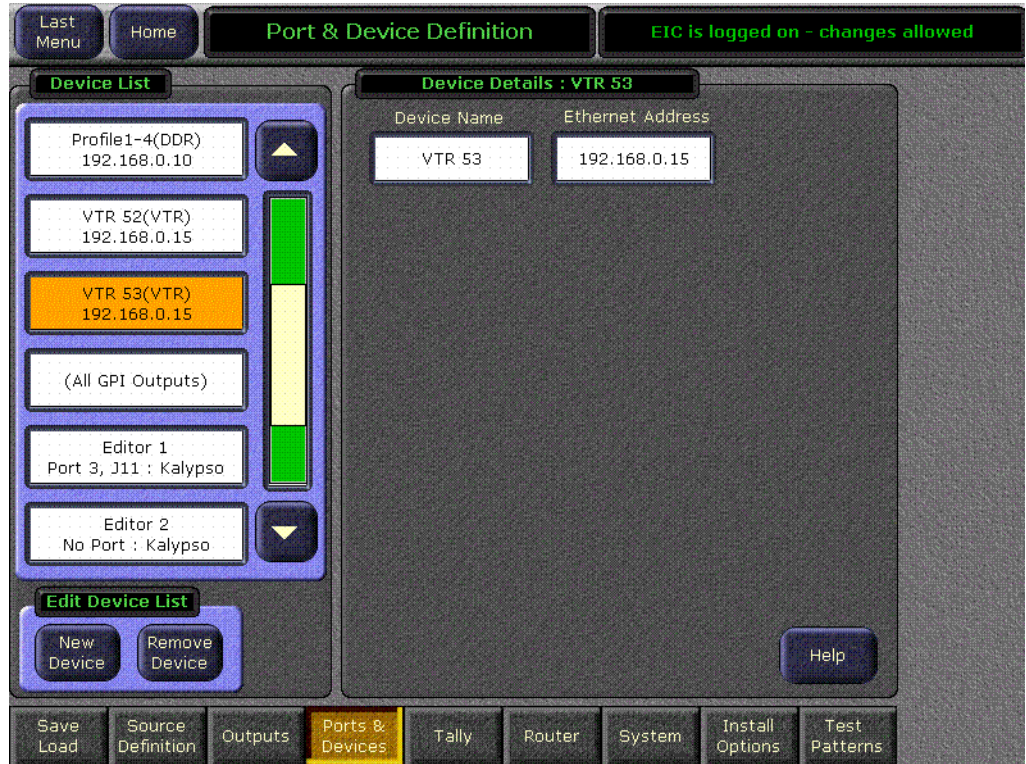 Last
Menu
Home
Port & Device Definition
EIC is logged on - changes allowed
Device List
Profile1-4(DDR)
192.168.0.10
VTR 52(VTR)
192.168.0.15
VTR 53(VTR)
192.168.0.15
(All GPI Outputs)
Editor 1
Port 3, J11 : Kalypso
Editor 2
No Port : Kalypso
Edit Device List
New
Device
Remove
Device
Device Details : VTR 53
Device Name
Ethernet Address
VTR 53
192.168.0.15
Help
Save
Load
Source
Definition
Outputs
Ports &
Devices
Tally
Router
System
Install
Options
Test
Patterns